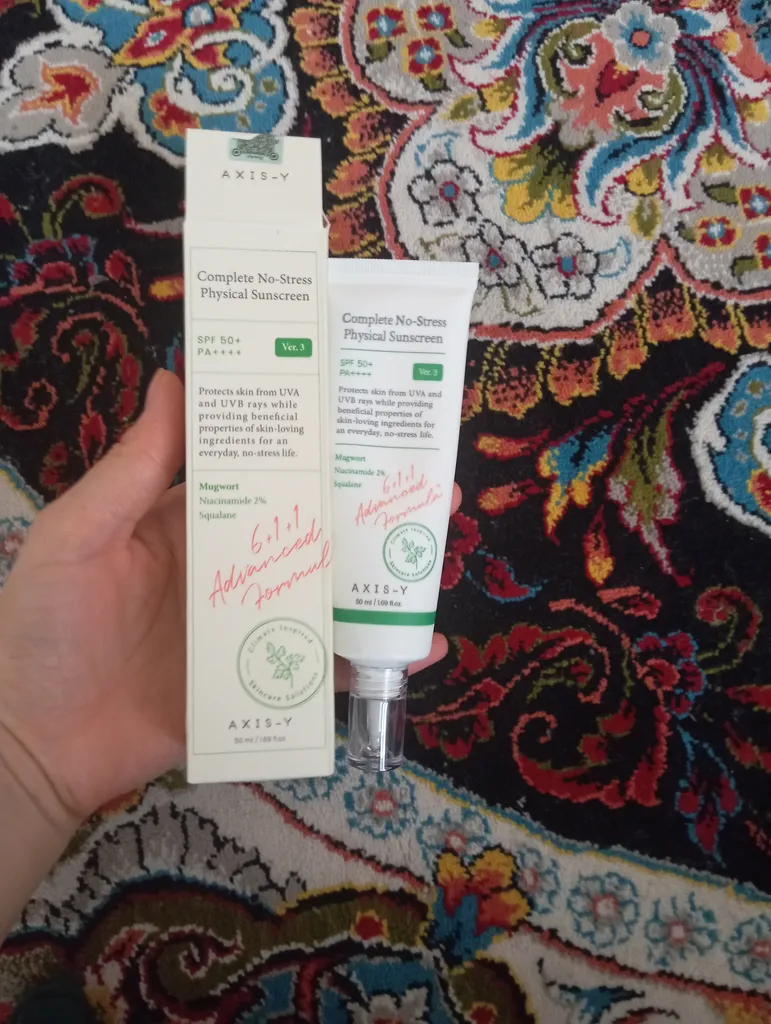 AXIS-Y
Complete No-Stress
Physical Sunscreen
SPF 50+
PA++++
Ver. 3
Protects skin from UVA
and UVB rays while
providing beneficial
properties of skin-loving
ingredients for an
everyday, no-stress life.
Mugwort
Niacinamide 2%
Squalane
6+1+1
Advanced
Formul
Climate Inspired
Skincare Solutions
AXIS-Y
50 ml / 1.69 fl.oz.
Complete No-Stress
Physical Sunscreen
SPF 50+
PA++++
Ver. 3
Protects skin from UVA and
UVB rays while providing
beneficial properties of
skin-loving ingredients for
an everyday, no-stress life.
Mugwort
Niacinamide 2%
Squalane
6+1+1
Advanced
Formula
Climate Inspired
Skincare Solutions
AXIS-Y
50 ml / 1.69 fl.oz.